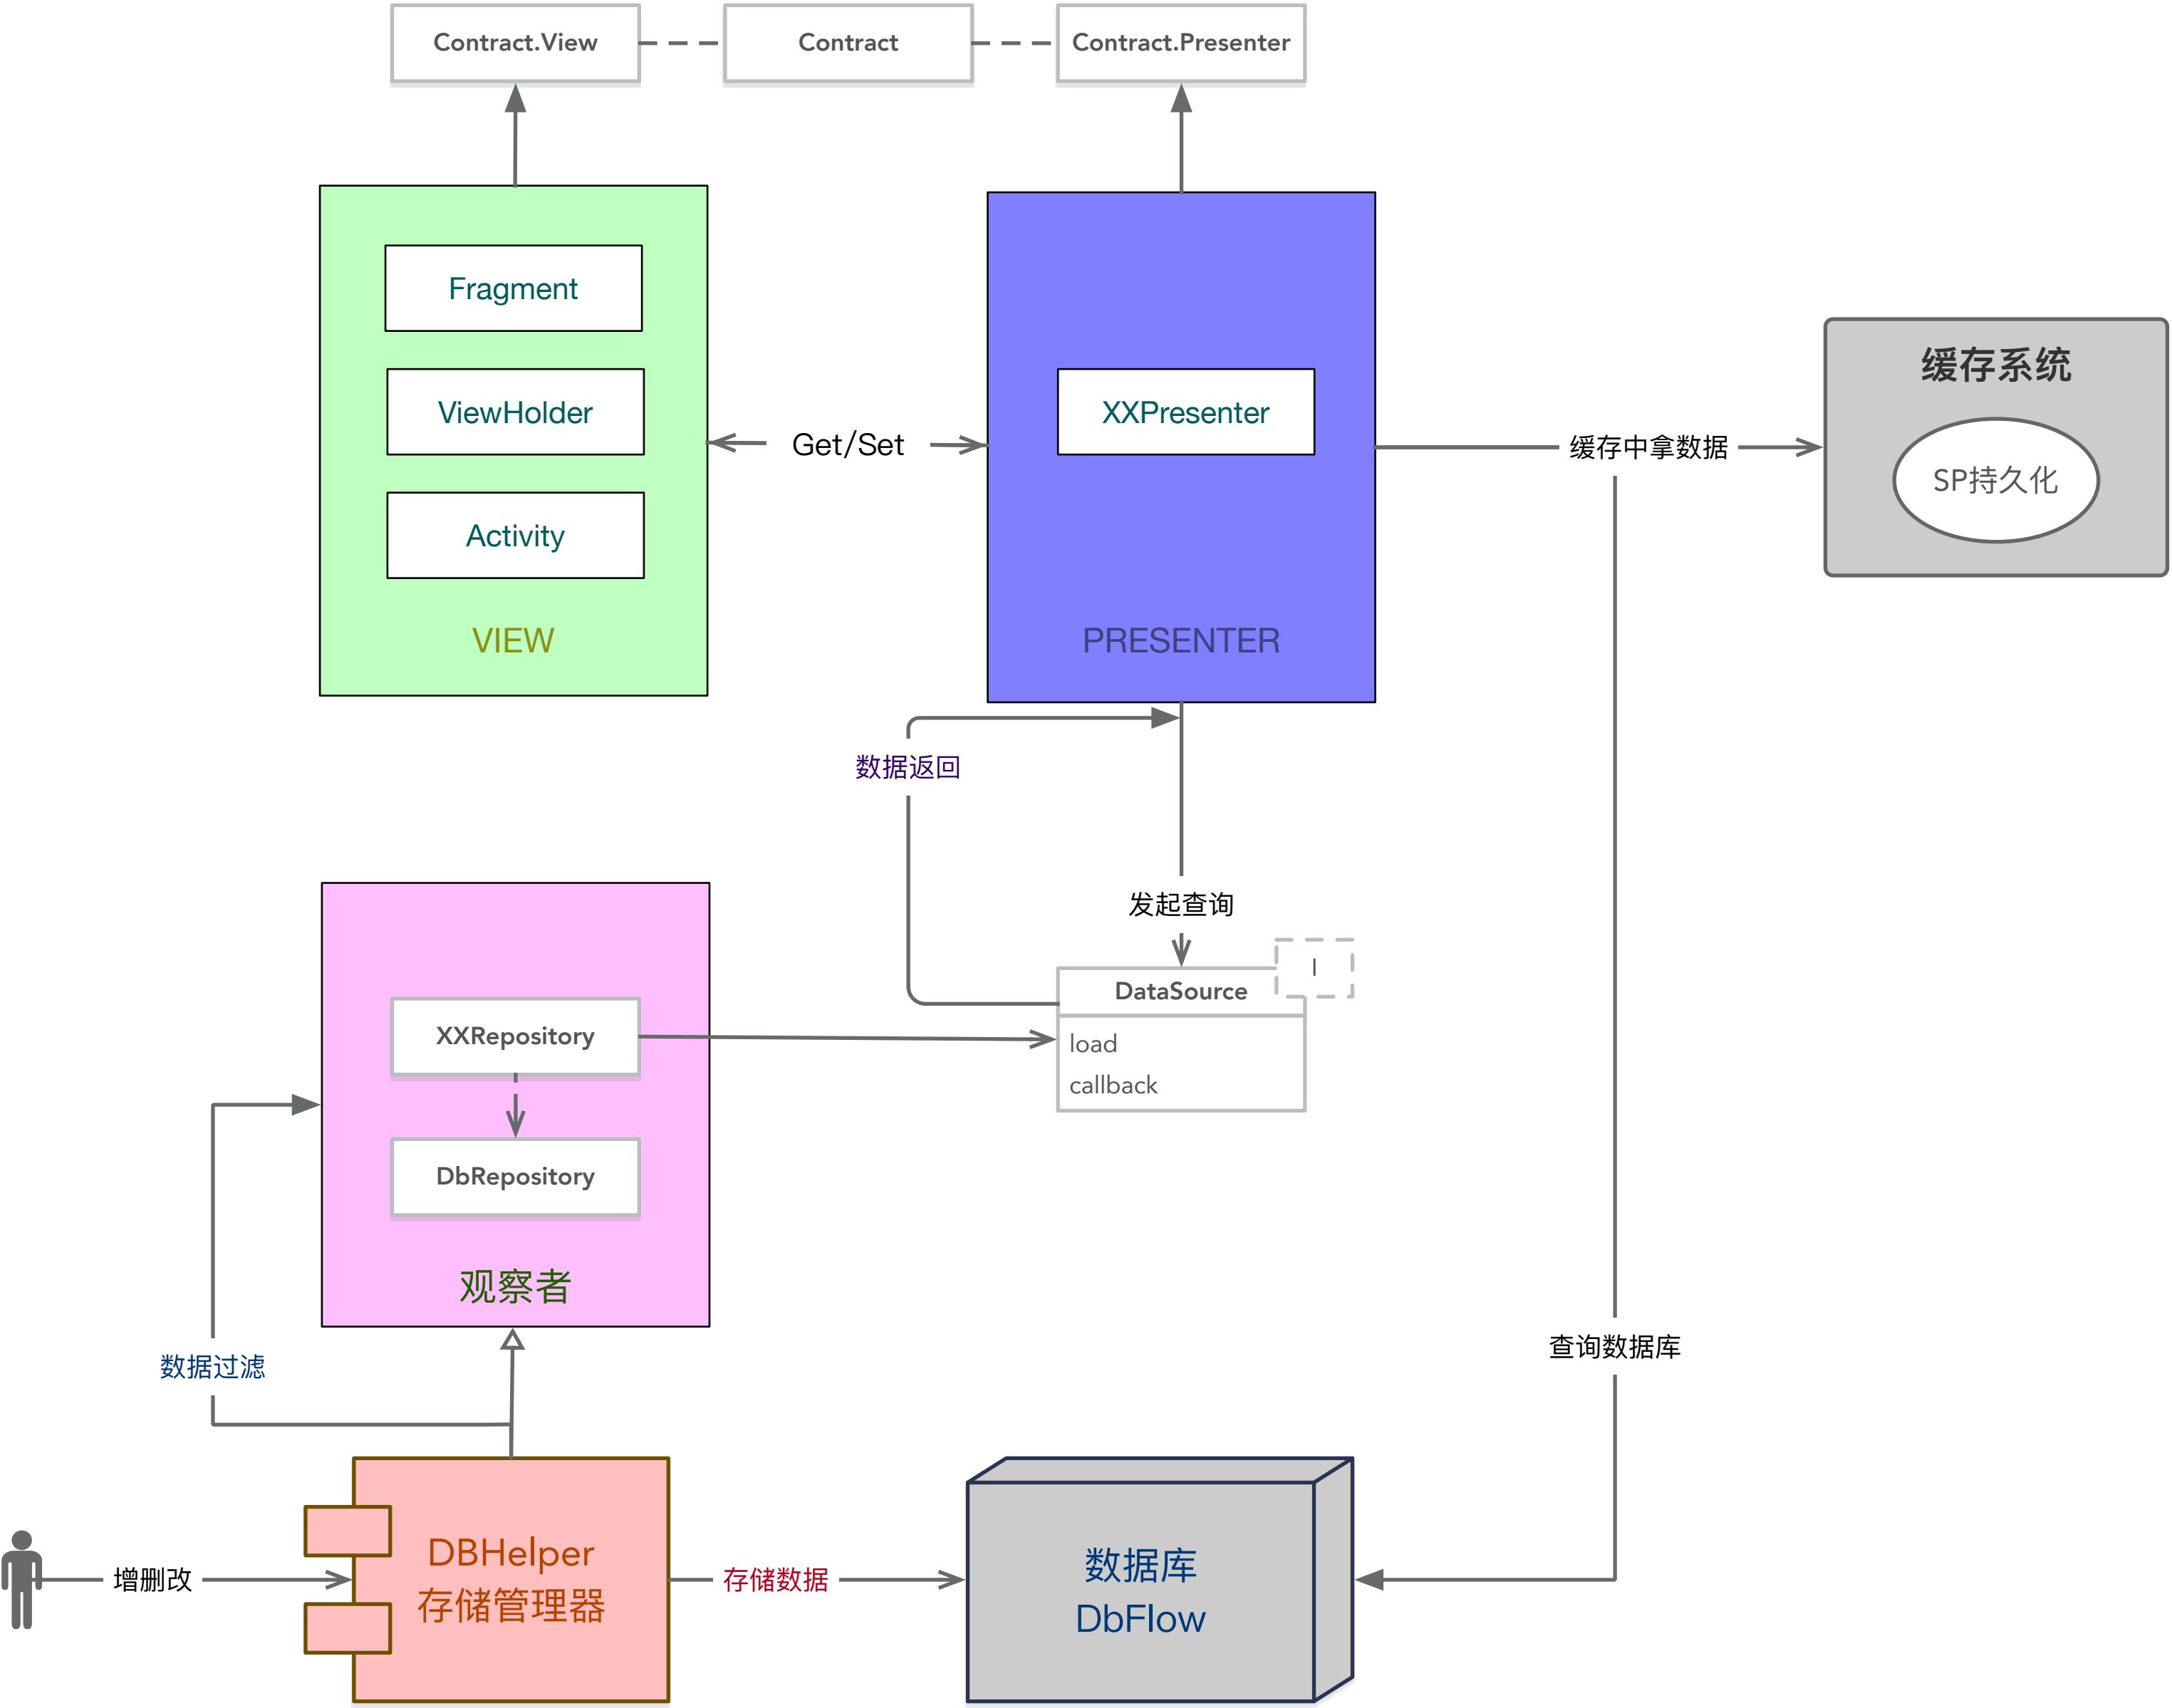 Contract.View
Contract
Contract.Presenter
Fragment
ViewHolder
Activity
VIEW
Get/Set
XXPresenter
PRESENTER
缓存中拿数据
缓存系统
SP持久化
数据返回
发起查询
I
DataSource
load
callback
XXRepository
DbRepository
观察者
数据过滤
查询数据库
增删改
DBHelper
存储管理器
存储数据
数据库
DbFlow